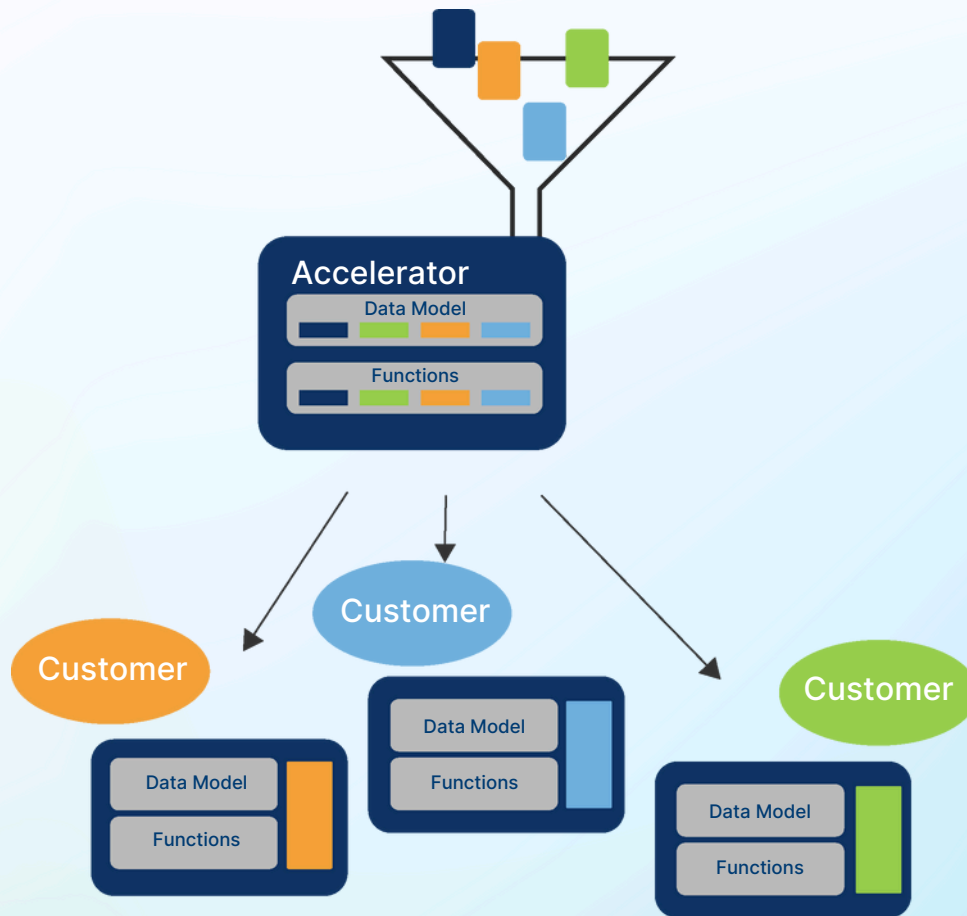 Accelerator
Data Model
Functions
Customer
Data Model
Functions
Customer
Data Model
Functions
Customer
Data Model
Functions